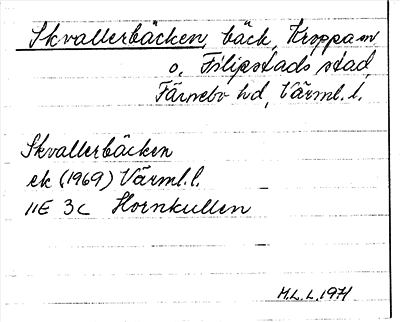 Skvallerbäcken, bäck, Kroppa sn
o. Filipstads stad,
Färnebo hd, Värml. l.
Skvallerbäcken
ek (1969) Värml. l.
11E 3c Hornkullen
M.L.L. 1971